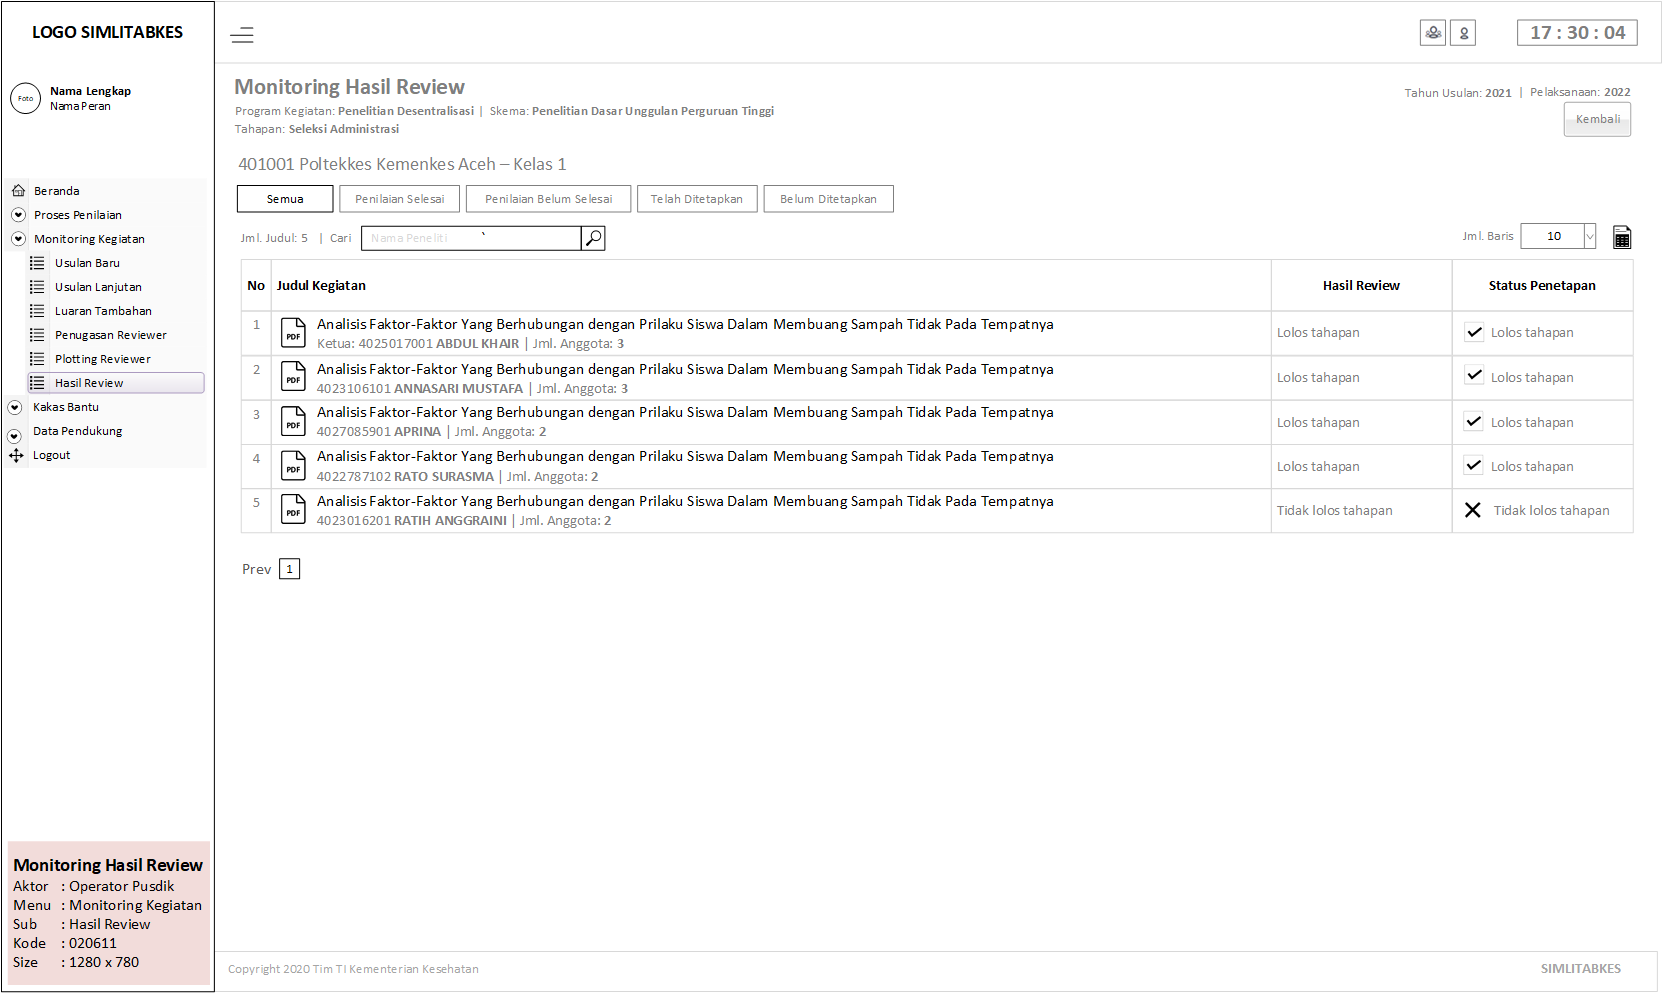 LOGO SIMLITABKES
17 : 30 : 04
Foto
Nama Lengkap
Nama Peran
Beranda
Proses Penilaian
Monitoring Kegiatan
Usulan Baru
Usulan Lanjutan
Luaran Tambahan
Penugasan Reviewer
Plotting Reviewer
Hasil Review
Kakas Bantu
Data Pendukung
Logout
Monitoring Hasil Review
Aktor : Operator Pusdik
Menu : Monitoring Kegiatan
Sub : Hasil Review
Kode : 020611
Size : 1280 x 780
Monitoring Hasil Review
Program Kegiatan: Penelitian Desentralisasi | Skema: Penelitian Dasar Unggulan Perguruan Tinggi
Tahapan: Seleksi Administrasi
Tahun Usulan: 2021 | Pelaksanaan: 2022
Kembali
401001 Poltekkes Kemenkes Aceh – Kelas 1
Semua Penilaian Selesai Penilaian Belum Selesai Telah Ditetapkan Belum Ditetapkan
Jml. Judul: 5 | Cari Nama Peneliti ` Jml. Baris 10
No Judul Kegiatan Hasil Review Status Penetapan
1 PDF Analisis Faktor-Faktor Yang Berhubungan dengan Prilaku Siswa Dalam Membuang Sampah Tidak Pada Tempatnya
Ketua: 4025017001 ABDUL KHAIR | Jml. Anggota: 3
Lolos tahapan Lolos tahapan
2 PDF Analisis Faktor-Faktor Yang Berhubungan dengan Prilaku Siswa Dalam Membuang Sampah Tidak Pada Tempatnya
4023106101 ANNASARI MUSTAFA | Jml. Anggota: 3
Lolos tahapan Lolos tahapan
3 PDF Analisis Faktor-Faktor Yang Berhubungan dengan Prilaku Siswa Dalam Membuang Sampah Tidak Pada Tempatnya
4027085901 APRINA | Jml. Anggota: 2
Lolos tahapan Lolos tahapan
4 PDF Analisis Faktor-Faktor Yang Berhubungan dengan Prilaku Siswa Dalam Membuang Sampah Tidak Pada Tempatnya
4022787102 RATO SURASMA | Jml. Anggota: 2
Lolos tahapan Lolos tahapan
5 PDF Analisis Faktor-Faktor Yang Berhubungan dengan Prilaku Siswa Dalam Membuang Sampah Tidak Pada Tempatnya
4023016201 RATIH ANGGRAINI | Jml. Anggota: 2
Tidak lolos tahapan Tidak lolos tahapan
Prev 1
Copyright 2020 Tim TI Kementerian Kesehatan SIMLITABKES